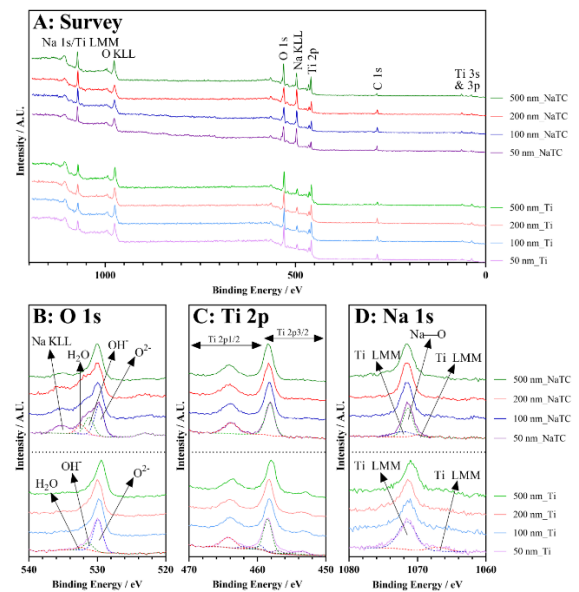 A: Survey
Na 1s/Ti LMM
O KLL
O 1s
Na KLL
Ti 2p
C 1s
Ti 3s
& 3p
Intensity / A.U.
500 nm_NaTC
200 nm_NaTC
100 nm_NaTC
50 nm_NaTC
Intensity / A.U.
500 nm_Ti
200 nm_Ti
100 nm_Ti
50 nm_Ti
1000 500 0
Binding Energy / eV
B: O 1s
Na KLL
H₂O
OH⁻
O²⁻
Intensity / A.U.
OH⁻
H₂O
O²⁻
Intensity / A.U.
540 530 520
Binding Energy / eV
C: Ti 2p
Ti 2p1/2
Ti 2p3/2
Intensity / A.U.
Intensity / A.U.
470 460 450
Binding Energy / eV
D: Na 1s
Na—O
Ti LMM
Ti LMM
Intensity / A.U.
500 nm_NaTC
200 nm_NaTC
100 nm_NaTC
50 nm_NaTC
Ti LMM
Ti LMM
Intensity / A.U.
500 nm_Ti
200 nm_Ti
100 nm_Ti
50 nm_Ti
1080 1070 1060
Binding Energy / eV